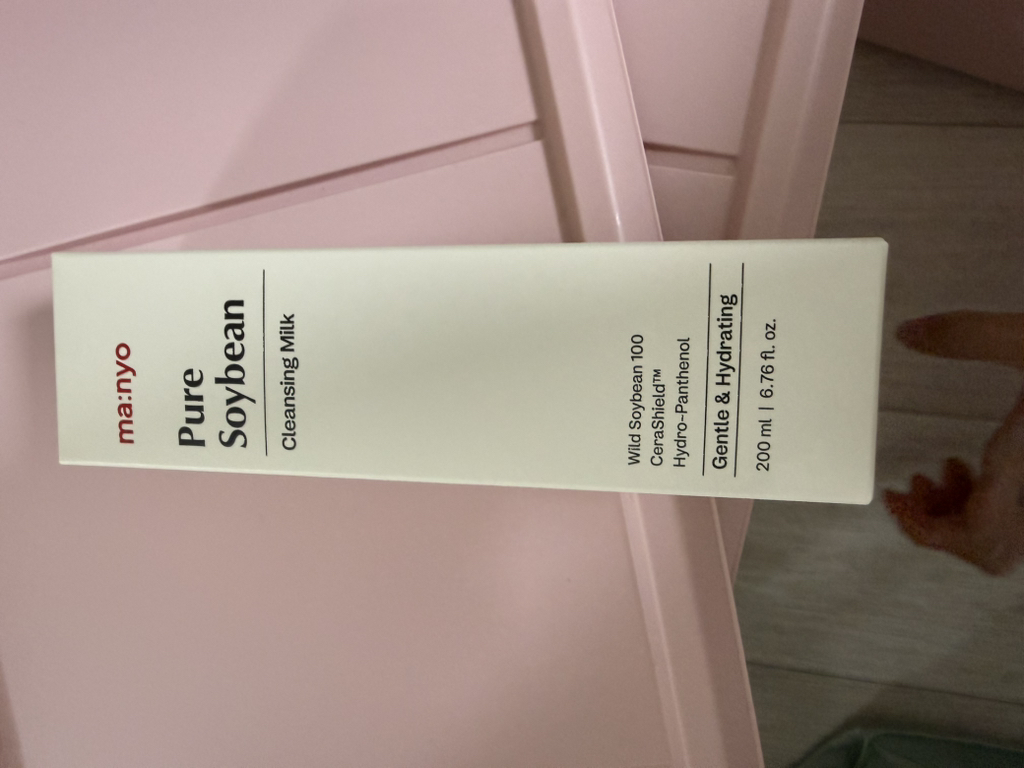 ma:nyo
Pure
Soybean
Cleansing Milk
Wild Soybean 100
CeraShield™
Hydro-Panthenol
Gentle & Hydrating
200 ml | 6.76 fl. oz.